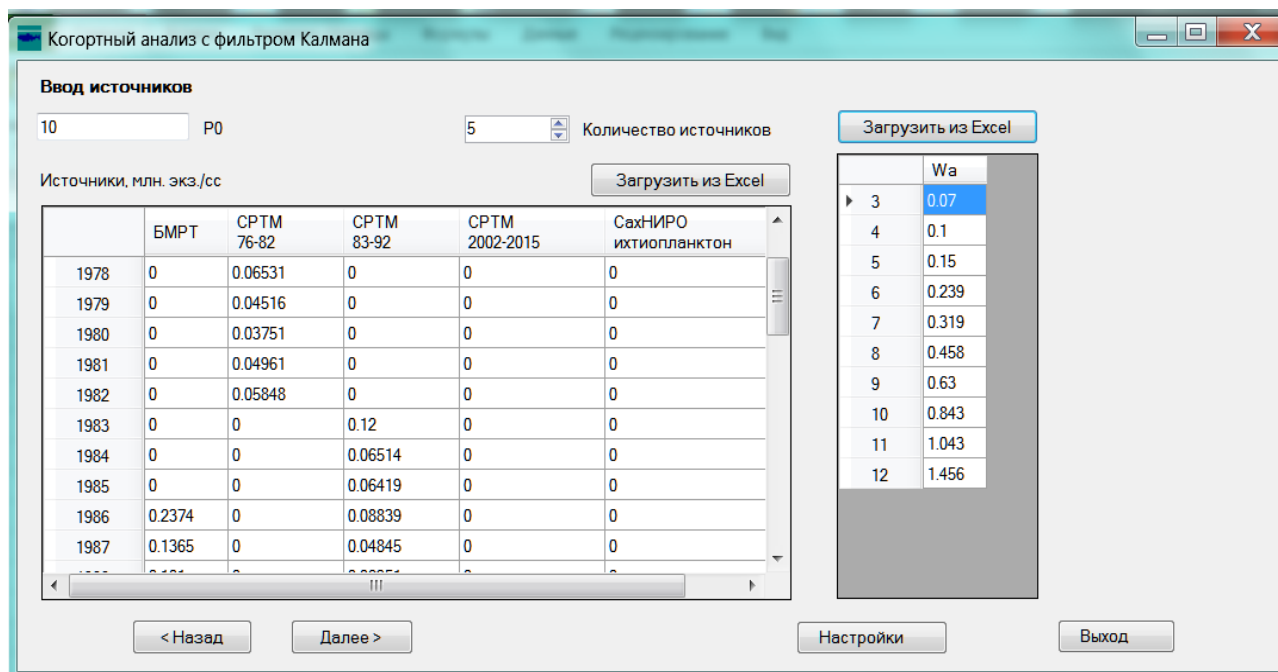 Когортный анализ с фильтром Калмана
Ввод источников
10 P0 5 Количество источников Загрузить из Excel
Источники, млн. экз./сс Загрузить из Excel
БМРТ СРТМ 76-82 СРТМ 83-92 СРТМ 2002-2015 СахНИРО ихтиопланктон
1978 0 0.06531 0 0 0
1979 0 0.04516 0 0 0
1980 0 0.03751 0 0 0
1981 0 0.04961 0 0 0
1982 0 0.05848 0 0 0
1983 0 0 0.12 0 0
1984 0 0 0.06514 0 0
1985 0 0 0.06419 0 0
1986 0.2374 0 0.08839 0 0
1987 0.1365 0 0.04845 0 0
Wa
3 0.07
4 0.1
5 0.15
6 0.239
7 0.319
8 0.458
9 0.63
10 0.843
11 1.043
12 1.456
< Назад Далее > Настройки Выход